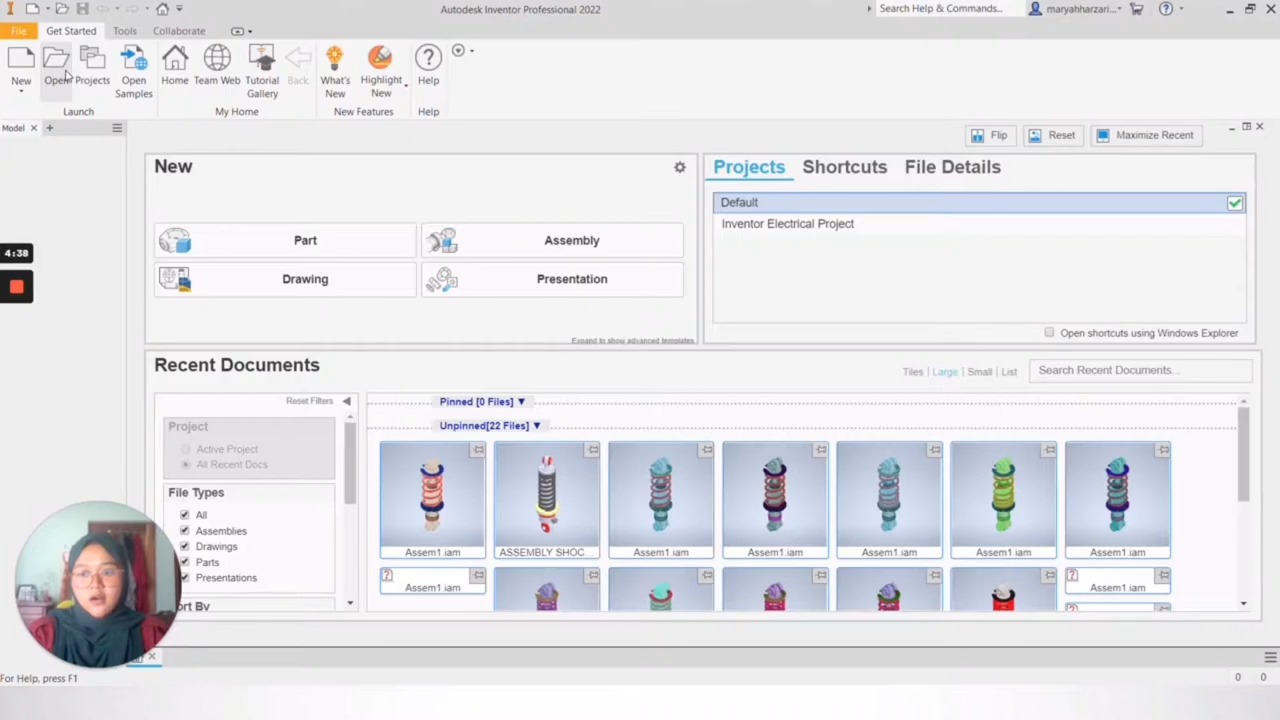 Autodesk Inventor Professional 2022
Search Help & Commands...
maryahharzari...
File
Get Started
Tools
Collaborate
New
Open
Projects
Open Samples
Home
Team Web
Tutorial Gallery
Back
What's New
Highlight New
Help
Launch
My Home
New Features
Help
Model
Flip
Reset
Maximize Recent
New
Part
Assembly
Drawing
Presentation
Expand to show advanced templates
Projects
Shortcuts
File Details
Default
Inventor Electrical Project
Open shortcuts using Windows Explorer
4:38
Recent Documents
Tiles | Large | Small | List
Search Recent Documents...
Reset Filters
Project
Active Project
All Recent Docs
File Types
All
Assemblies
Drawings
Parts
Presentations
Sort By
Pinned [0 Files]
Unpinned[22 Files]
Assem1.iam
ASSEMBLY SHOC...
Assem1.iam
Assem1.iam
Assem1.iam
Assem1.iam
Assem1.iam
Assem1.iam
Assem1.iam
For Help, press F1
0 0